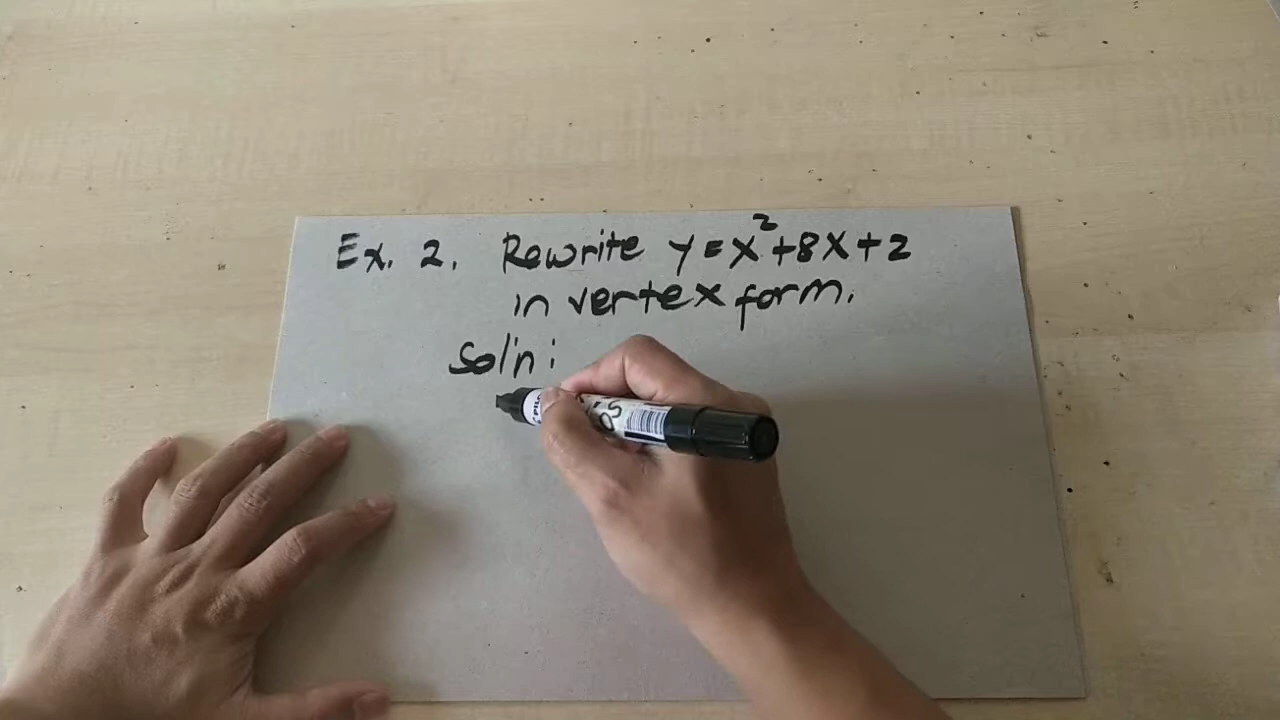 Ex. 2. Rewrite y=x²+8x+2
in vertex form.
Sol'n: